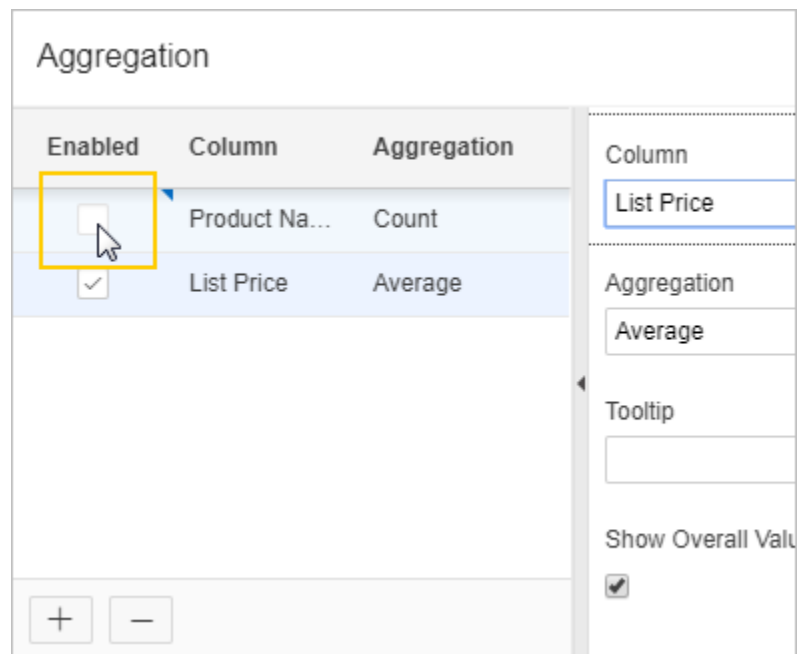 Aggregation
Enabled Column Aggregation
Product Na... Count
List Price Average
Column
List Price
Aggregation
Average
Tooltip
Show Overall Valu